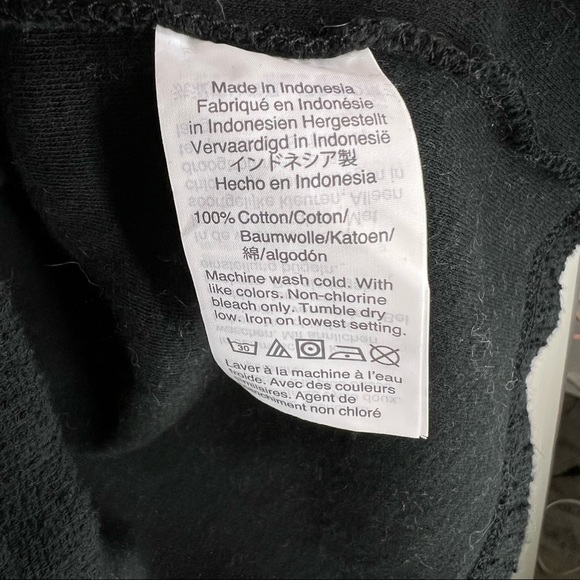 Made in Indonesia
Fabriqué en Indonésie
in Indonesien Hergestellt
Vervaardigd in Indonesië
インドネシア製
Hecho en Indonesia
100% Cotton/Coton/
Baumwolle/Katoen/
綿/algodón
Machine wash cold. With
like colors. Non-chlorine
bleach only. Tumble dry
low. Iron on lowest setting.
30
Laver à la machine à l'eau
froide. Avec des couleurs
similaires. Agent de
blanchiment non chloré